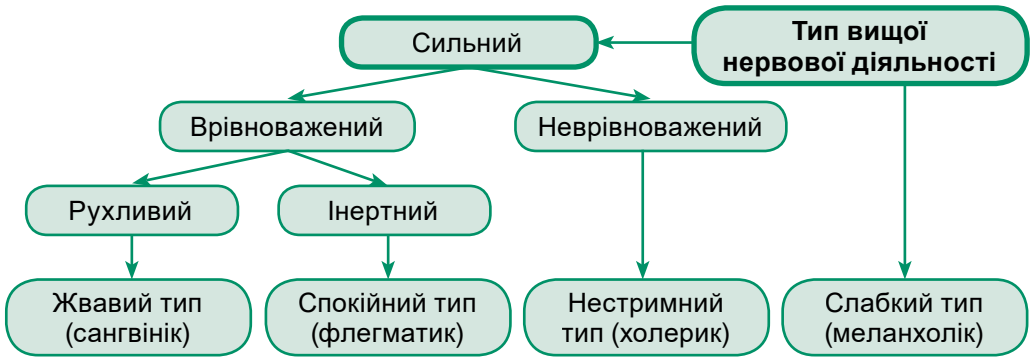 Тип вищої
нервової діяльності
Сильний
Врівноважений
Неврівноважений
Рухливий
Інертний
Жвавий тип
(сангвінік)
Спокійний тип
(флегматик)
Нестримний
тип (холерик)
Слабкий тип
(меланхолік)